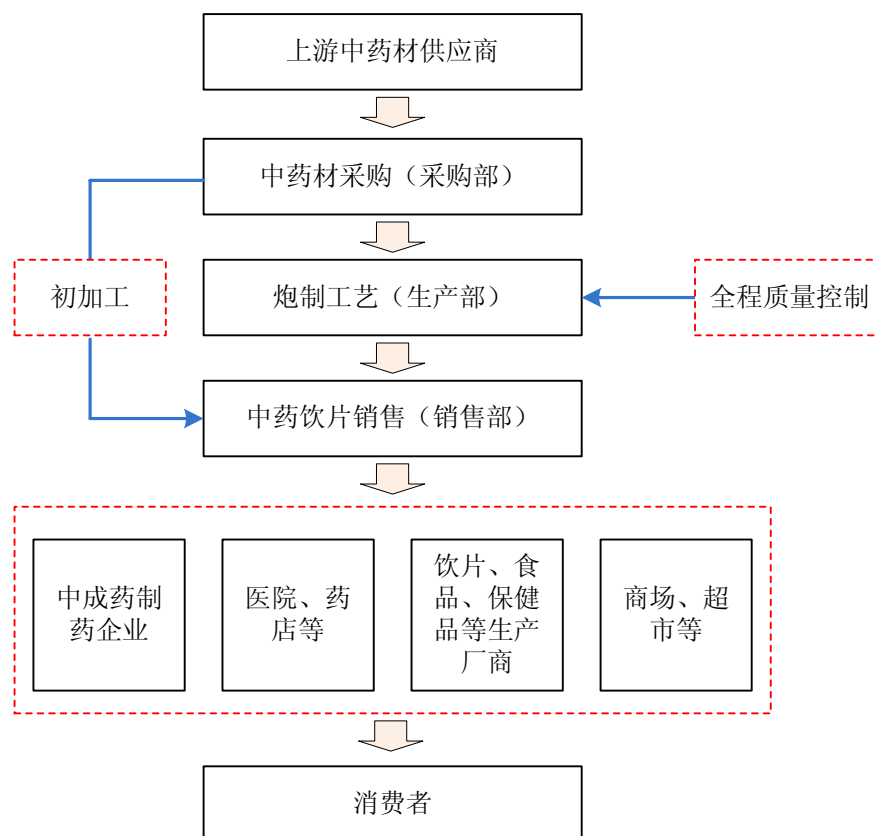 上游中药材供应商
中药材采购（采购部）
初加工
炮制工艺（生产部）
全程质量控制
中药饮片销售（销售部）
中成药制
药企业
医院、药
店等
饮片、食
品、保健
品等生产
厂商
商场、超
市等
消费者